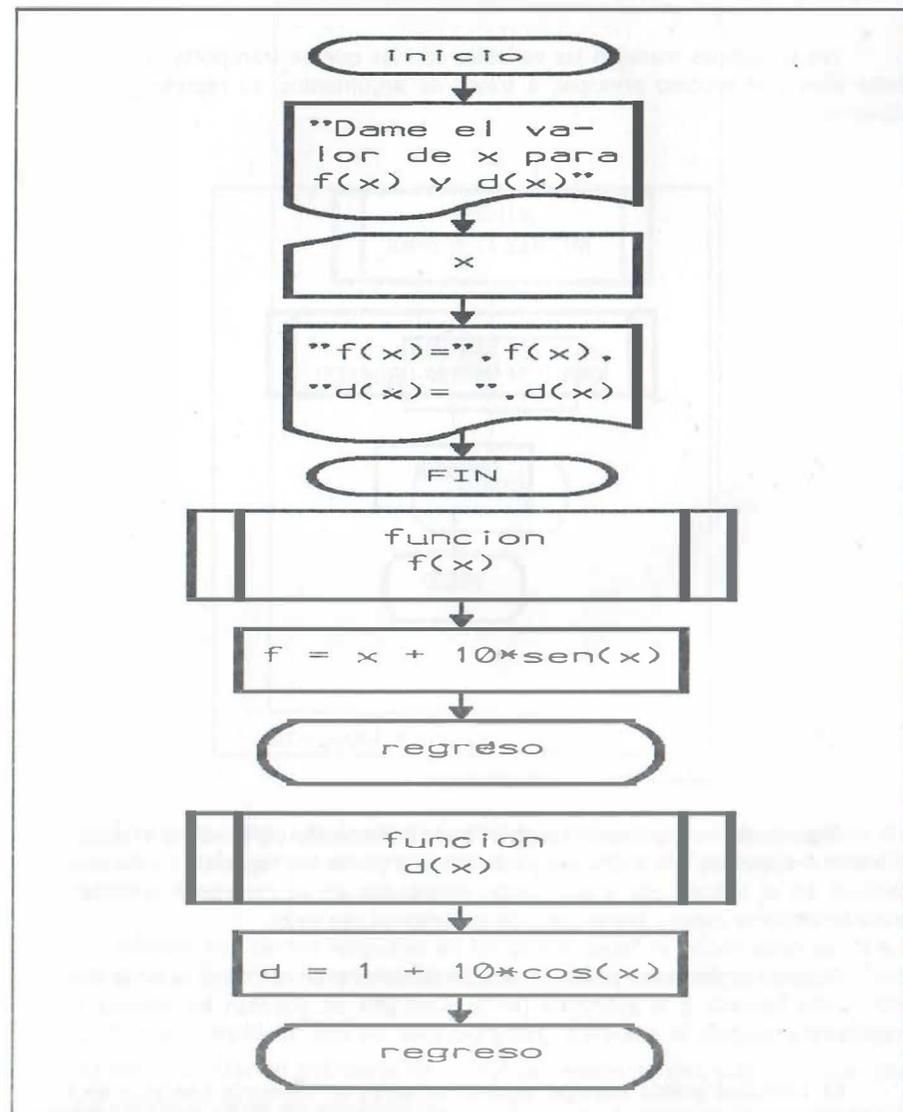 Inicio
"Dame el va-
lor de x para
f(x) y d(x)"
x
"f(x)=",f(x),
"d(x)= ",d(x)
FIN
funcion
f(x)
f = x + 10*sen(x)
regreso
funcion
d(x)
d = 1 + 10*cos(x)
regreso